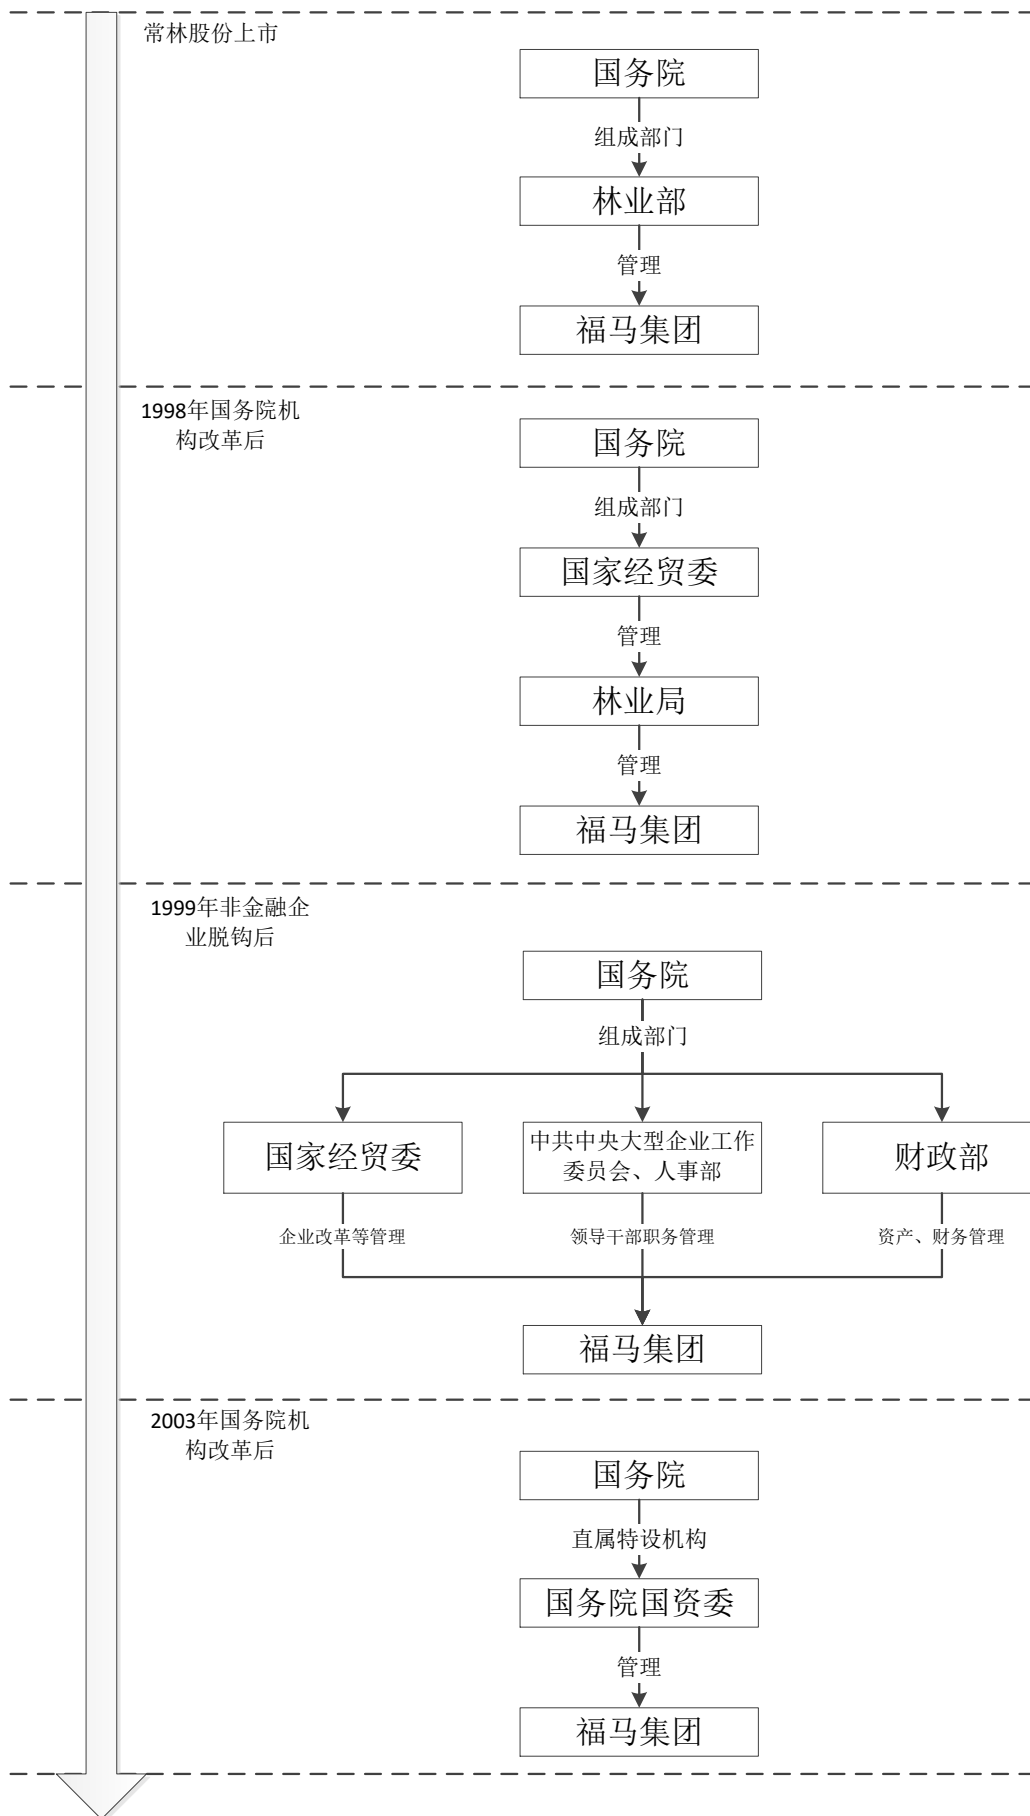 常林股份上市
国务院
组成部门
林业部
管理
福马集团
1998年国务院机
构改革后
国务院
组成部门
国家经贸委
管理
林业局
管理
福马集团
1999年非金融企
业脱钩后
国务院
组成部门
国家经贸委
中共中央大型企业工作
委员会、人事部
财政部
企业改革等管理
领导干部职务管理
资产、财务管理
福马集团
2003年国务院机
构改革后
国务院
直属特设机构
国务院国资委
管理
福马集团